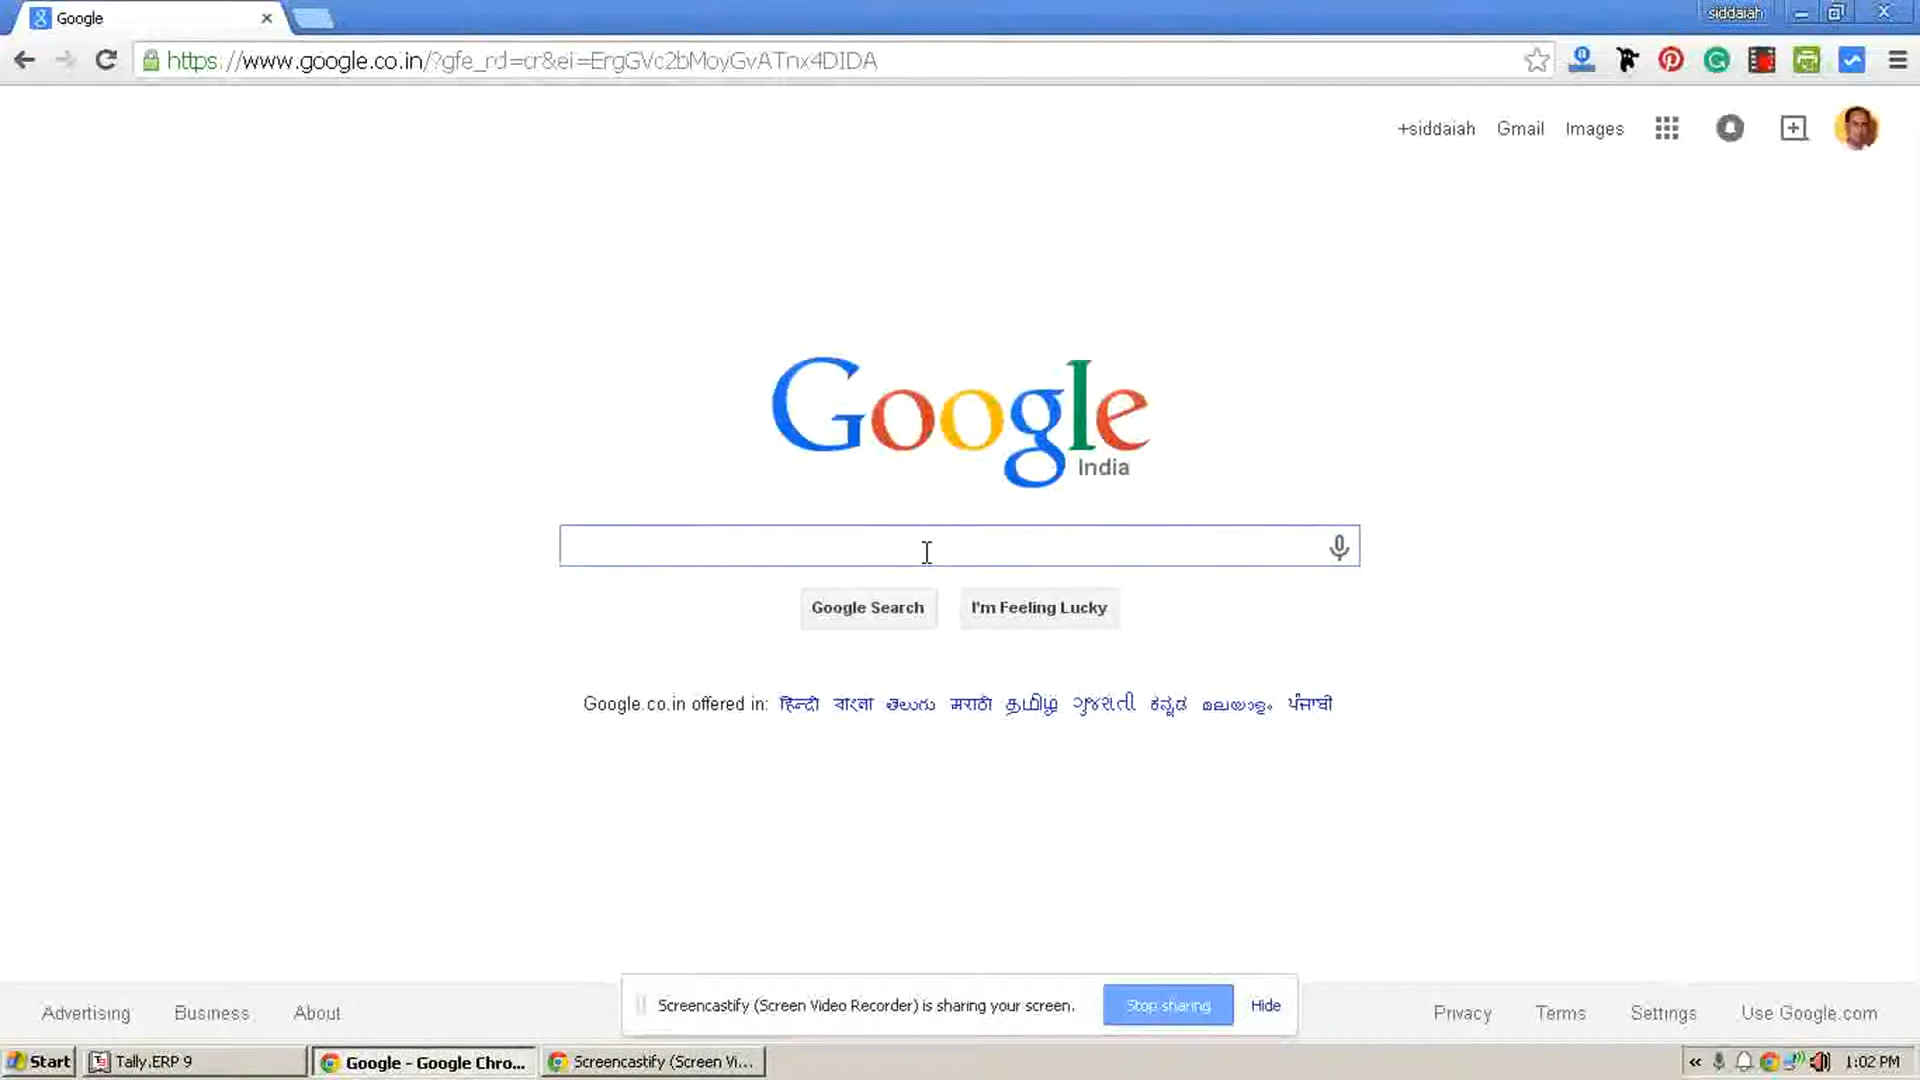 Google
siddaiah
https://www.google.co.in/?gfe_rd=cr&ei=ErgGVc2bMoyGvATnx4DIDA
+siddaiah Gmail Images
Google
India
Google Search I'm Feeling Lucky
Google.co.in offered in: हिन्दी বাংলা తెలుగు मराठी தமிழ் ગુજરાતી ಕನ್ನಡ മലയാളം ਪੰਜਾਬੀ
Screencastify (Screen Video Recorder) is sharing your screen. Stop sharing Hide
Advertising Business About Privacy Terms Settings Use Google.com
Start Tally.ERP 9 Google - Google Chro... Screencastify (Screen Vi... 1:02 PM